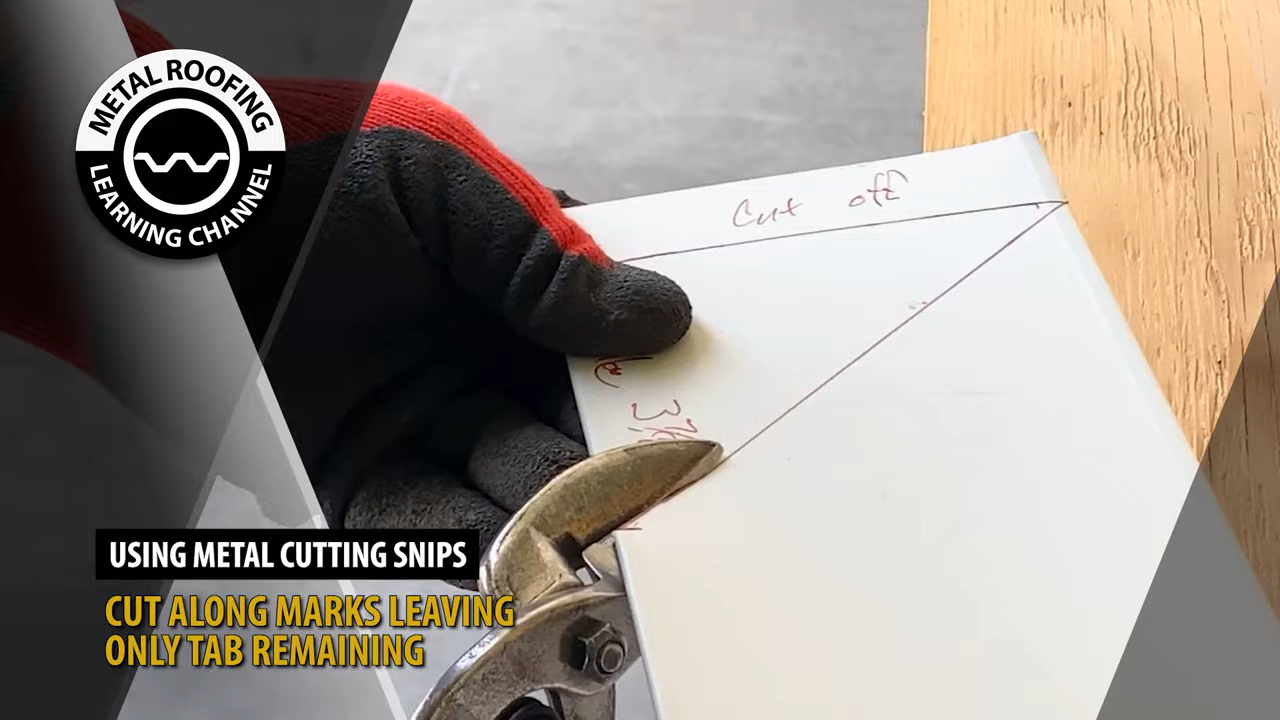 METAL ROOFING
LEARNING CHANNEL
Cut off
USING METAL CUTTING SNIPS
CUT ALONG MARKS LEAVING
ONLY TAB REMAINING